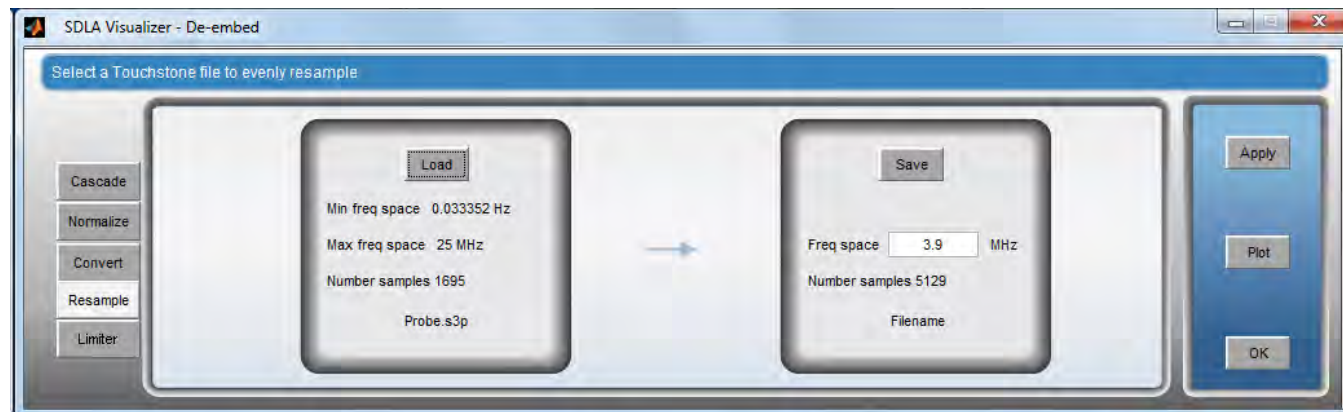 SDLA Visualizer - De-embed
Select a Touchstone file to evenly resample
Cascade
Normalize
Convert
Resample
Limiter
Load
Min freq space 0.033352 Hz
Max freq space 25 MHz
Number samples 1695
Probe.s3p
Save
Freq space 3.9 MHz
Number samples 5129
Filename
Apply
Plot
OK